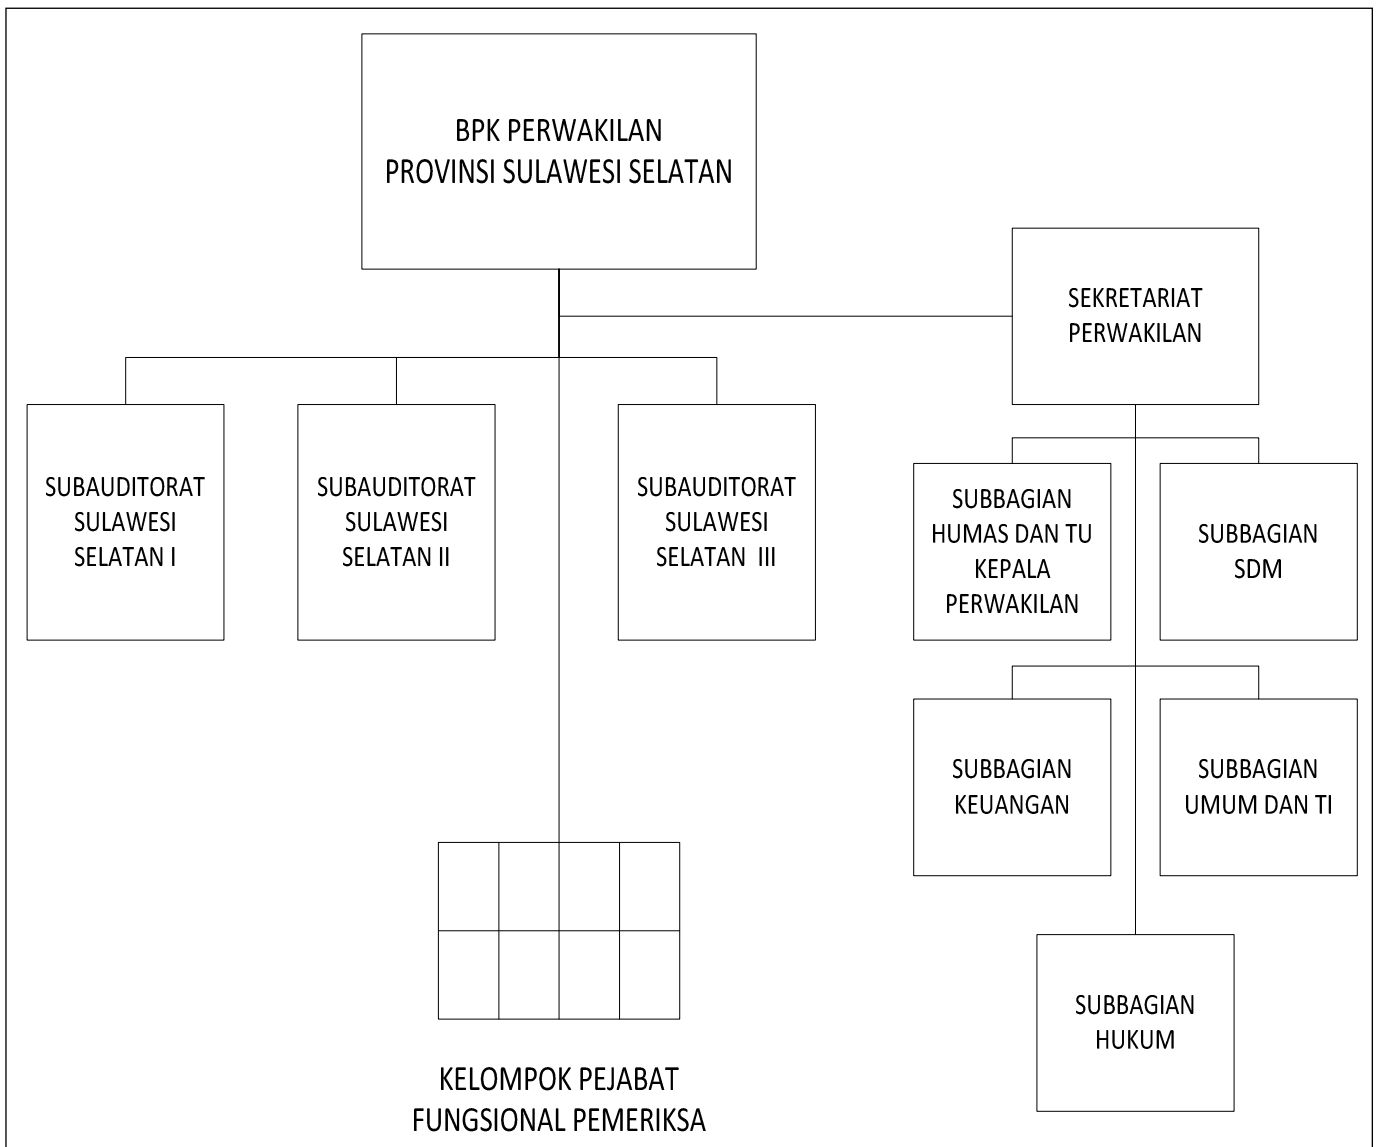 BPK PERWAKILAN
PROVINSI SULAWESI SELATAN
SEKRETARIAT
PERWAKILAN
SUBAUDITORAT
SULAWESI
SELATAN I
SUBAUDITORAT
SULAWESI
SELATAN II
SUBAUDITORAT
SULAWESI
SELATAN III
SUBBAGIAN
HUMAS DAN TU
KEPALA
PERWAKILAN
SUBBAGIAN
SDM
SUBBAGIAN
KEUANGAN
SUBBAGIAN
UMUM DAN TI
SUBBAGIAN
HUKUM
KELOMPOK PEJABAT
FUNGSIONAL PEMERIKSA